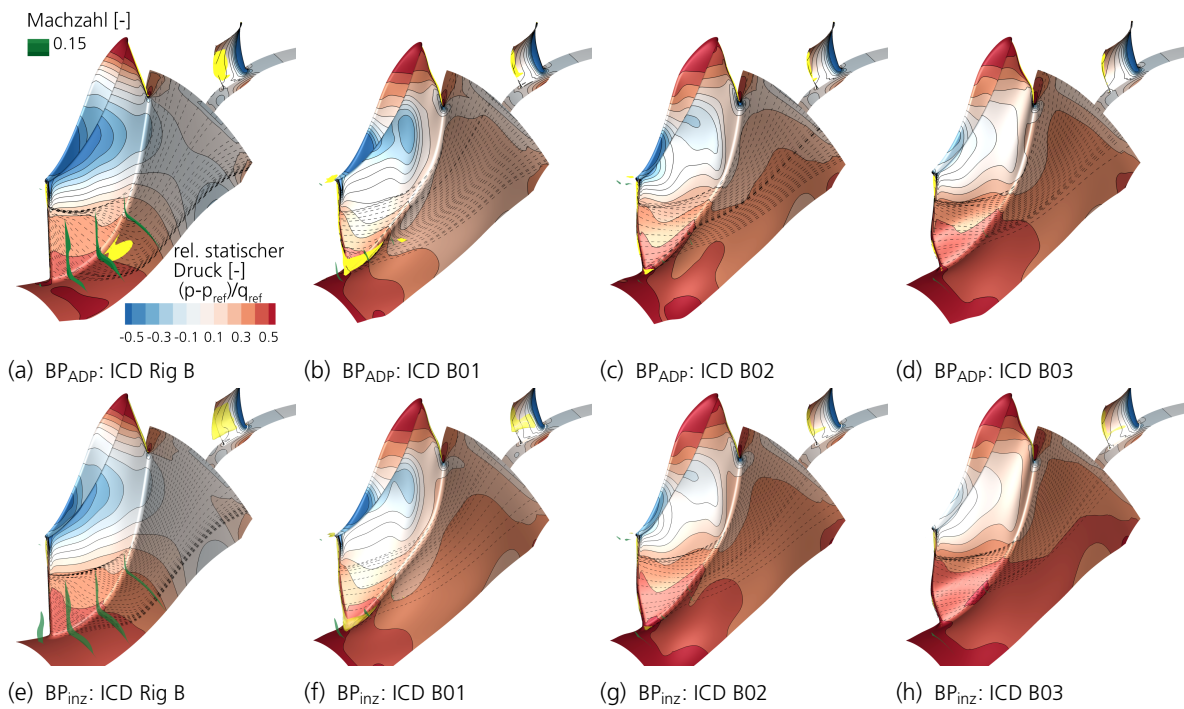 Machzahl [-]
0.15
rel. statischer
Druck [-]
(p-p_ref)/q_ref
-0.5 -0.3 -0.1 0.1 0.3 0.5
(a) BP_ADP: ICD Rig B
(b) BP_ADP: ICD B01
(c) BP_ADP: ICD B02
(d) BP_ADP: ICD B03
(e) BP_inz: ICD Rig B
(f) BP_inz: ICD B01
(g) BP_inz: ICD B02
(h) BP_inz: ICD B03